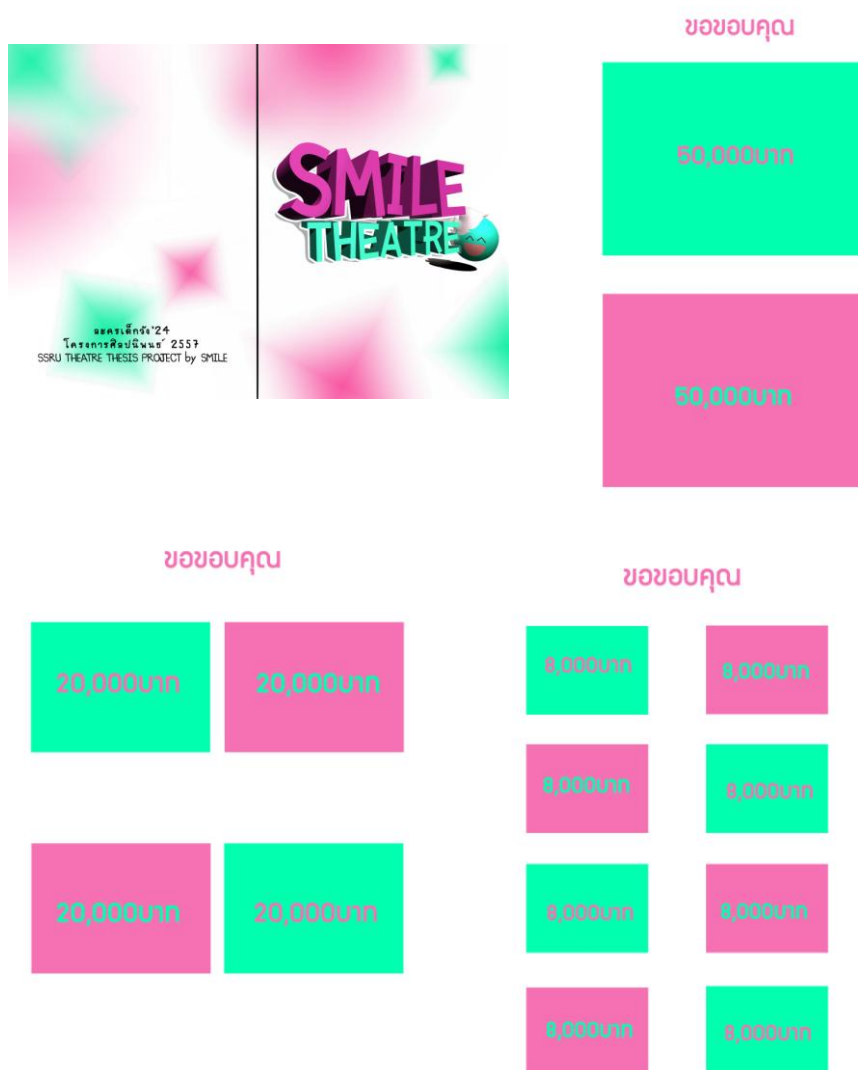 SMILE
THEATRE
ละครเด็กวัง'24
โครงการศิลปนิพนธ์ 2557
SSRU THEATRE THESIS PROJECT by SMILE
ขอขอบคุณ
50,000บาท
50,000บาท
ขอขอบคุณ
20,000บาท 20,000บาท
20,000บาท 20,000บาท
ขอขอบคุณ
8,000บาท 8,000บาท
8,000บาท 8,000บาท
8,000บาท 8,000บาท
8,000บาท 8,000บาท